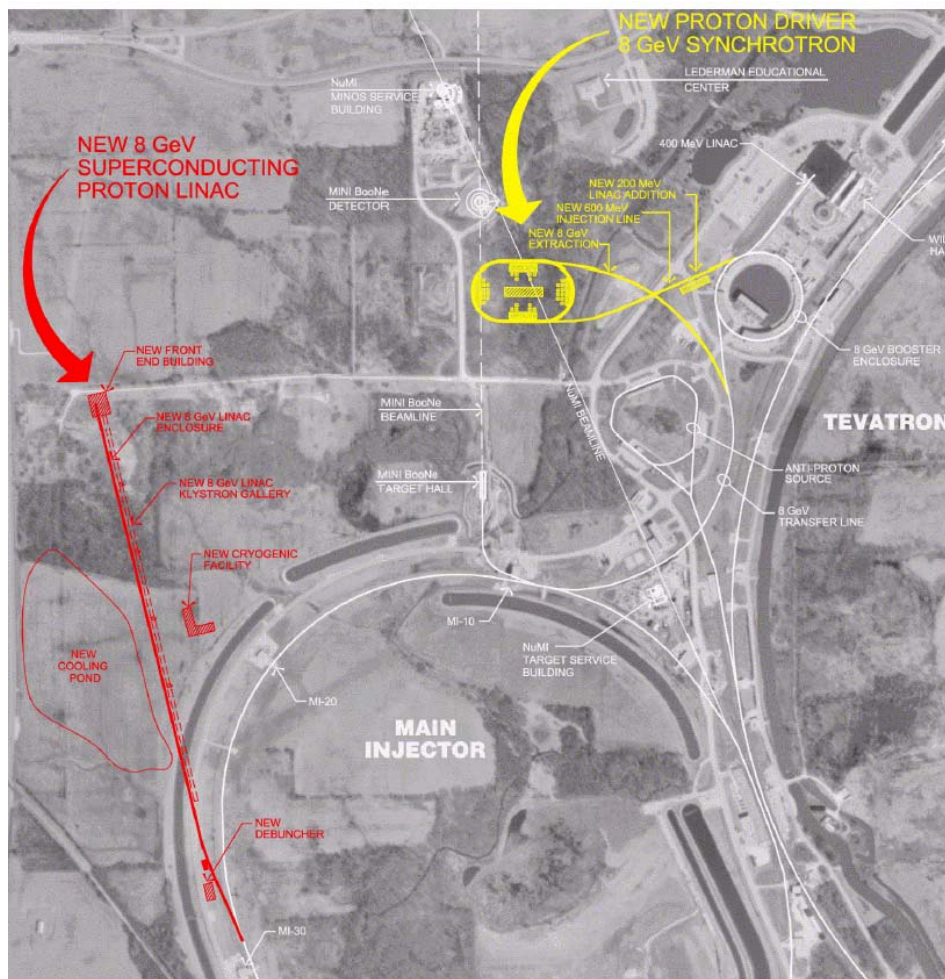 NEW PROTON DRIVER
8 GeV SYNCHROTRON
NuMI
MINOS SERVICE
BUILDING
LEDERMAN EDUCATIONAL
CENTER
NEW 8 GeV
SUPERCONDUCTING
PROTON LINAC
400 MeV LINAC
MINI BooNe
DETECTOR
NEW 200 MeV
LINAC ADDITION
NEW 600 MeV
INJECTION LINE
NEW 8 GeV
EXTRACTION
WIL
HA
NEW FRONT
END BUILDING
8 GeV BOOSTER
ENCLOSURE
MINI BooNe
BEAMLINE
NuMI BEAMLINE
NEW 8 GeV LINAC
ENCLOSURE
TEVATRON
MINI BooNe
TARGET HALL
ANTI-PROTON
SOURCE
NEW 8 GeV LINAC
KLYSTRON GALLERY
8 GeV
TRANSFER LINE
NEW CRYOGENIC
FACILITY
MI-10
NuMI
TARGET SERVICE
BUILDING
NEW
COOLING
POND
MI-20
MAIN
INJECTOR
NEW
DEBUNCHER
MI-30